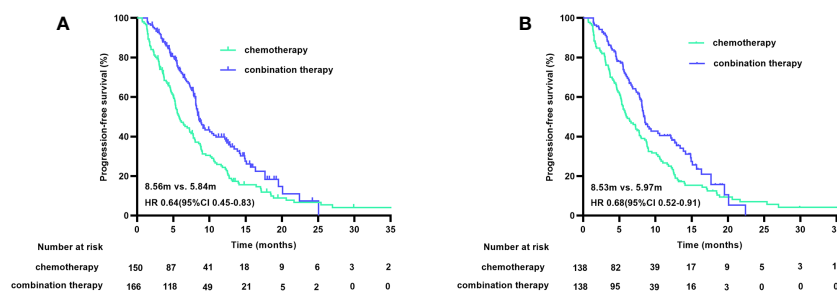 A
Progression-free survival (%)
100
80
60
40
20
0
chemotherapy
conbination therapy
8.56m vs. 5.84m
HR 0.64(95%CI 0.45-0.83)
0 5 10 15 20 25 30 35
Time (months)
Number at risk
chemotherapy 150 87 41 18 9 6 3 2
combination therapy 166 118 49 21 5 2 0 0
B
Progression-free survival (%)
100
80
60
40
20
0
chemotherapy
conbination therapy
8.53m vs. 5.97m
HR 0.68(95%CI 0.52-0.91)
0 5 10 15 20 25 30 35
Time (months)
Number at risk
chemotherapy 138 82 39 17 9 5 3 1
combination therapy 138 95 39 16 3 0 0 0